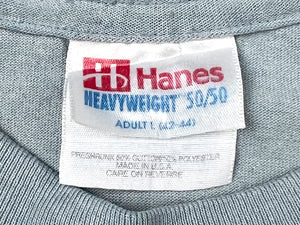 Hanes
HEAVYWEIGHT 50/50
ADULT L (42-44)
PRESHRUNK 50% COTTON/50% POLYESTER
MADE IN U.S.A.
CARE ON REVERSE